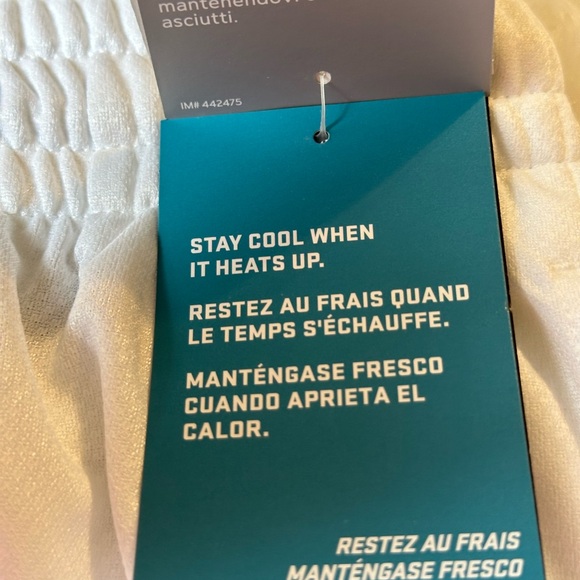 asciutti.
IM# 442475
STAY COOL WHEN
IT HEATS UP.
RESTEZ AU FRAIS QUAND
LE TEMPS S'ÉCHAUFFE.
MANTÉNGASE FRESCO
CUANDO APRIETA EL
CALOR.
RESTEZ AU FRAIS
MANTÉNGASE FRESCO